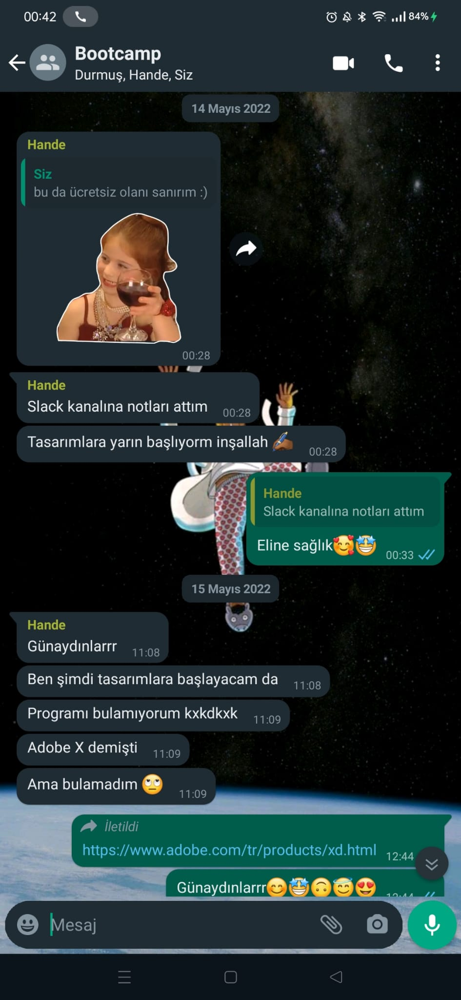 00:42
84%
Bootcamp
Durmuş, Hande, Siz
14 Mayıs 2022
Hande
Siz
bu da ücretsiz olanı sanırım :)
00:28
Hande
Slack kanalına notları attım 00:28
Tasarımlara yarın başlıyorm inşallah ✍🏾 00:28
Hande
Slack kanalına notları attım
Eline sağlık🥰🤩 00:33
15 Mayıs 2022
Hande
Günaydınlarrr 11:08
Ben şimdi tasarımlara başlayacam da 11:08
Programı bulamıyorum kxkdkxk 11:09
Adobe X demişti 11:09
Ama bulamadım 🙄 11:09
İletildi
https://www.adobe.com/tr/products/xd.html 12:44
Günaydınlarrr😊🤩🙃😇😍 12:44
Mesaj